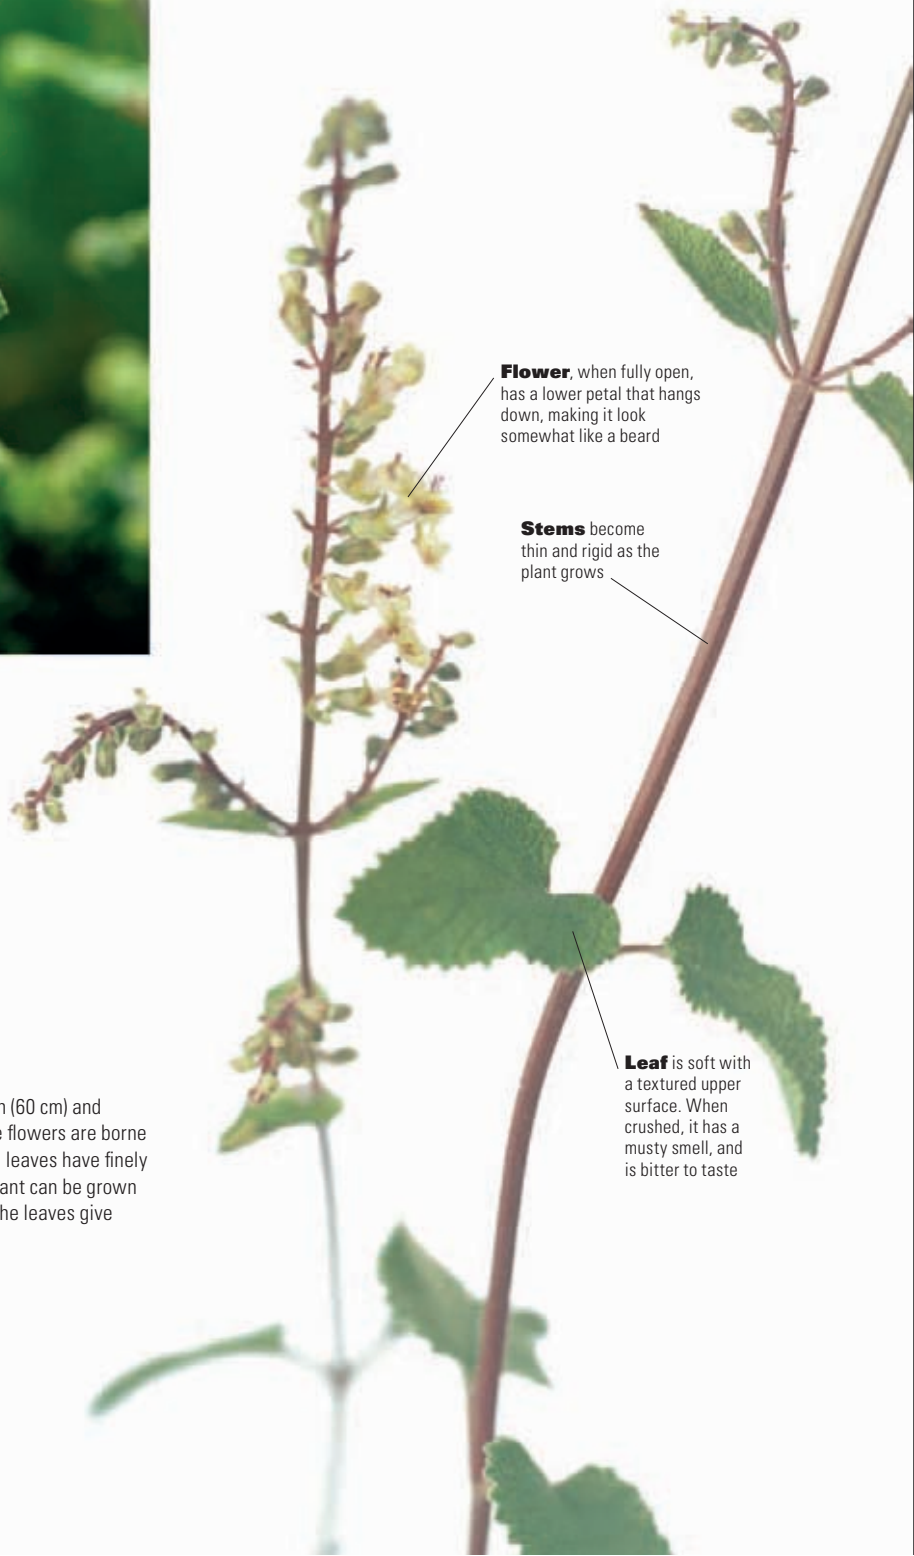 Flower, when fully open,
has a lower petal that hangs
down, making it look
somewhat like a beard
Stems become
thin and rigid as the
plant grows
Leaf is soft with
a textured upper
surface. When
crushed, it has a
musty smell, and
is bitter to taste
(60 cm) and
flowers are borne
leaves have finely
can be grown
leaves give